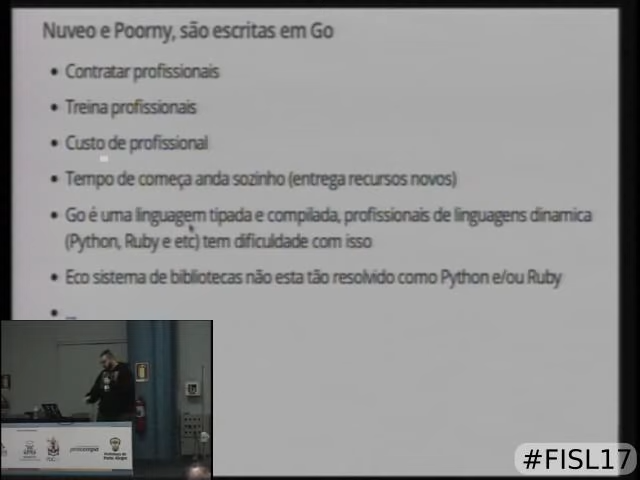 Nuveo e Poorny, são escritas em Go
• Contratar profissionais
• Treina profissionais
• Custo de profissional
• Tempo de começa anda sozinho (entrega recursos novos)
• Go é uma linguagem tipada e compilada, profissionais de linguagens dinamica
(Python, Ruby e etc) tem dificuldade com isso
• Eco sistema de bibliotecas não esta tão resolvido como Python e/ou Ruby
• _
#FISL17